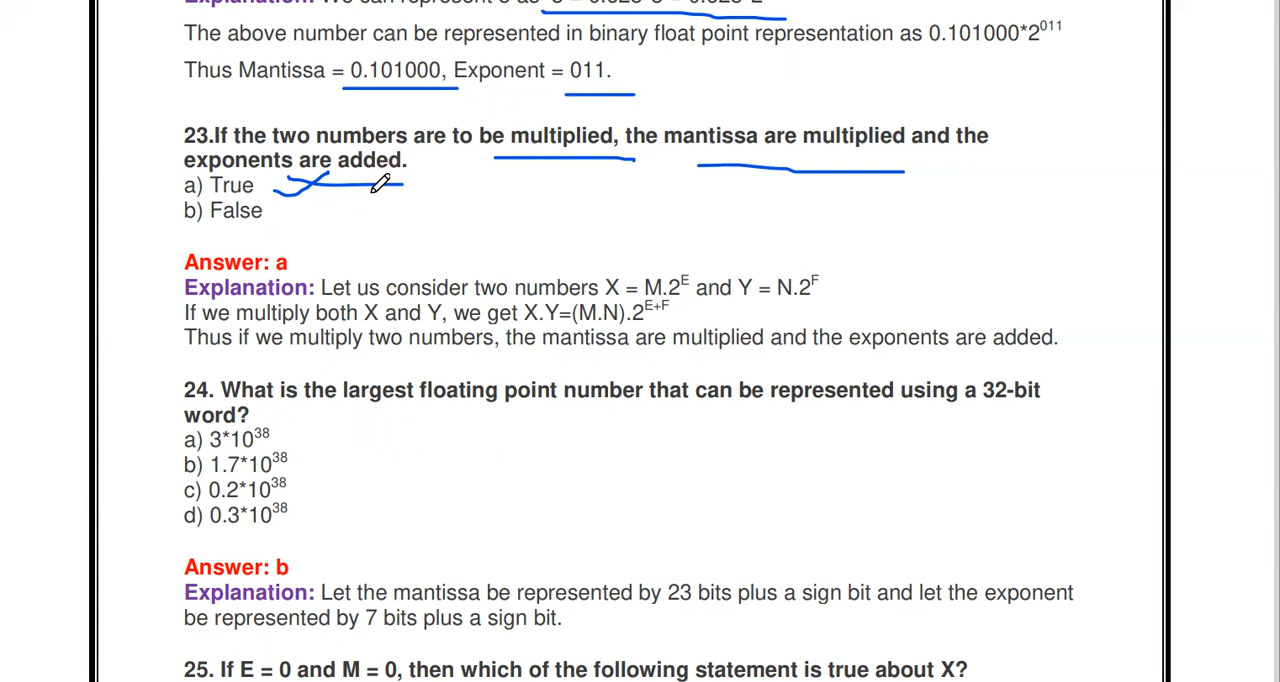 The above number can be represented in binary float point representation as 0.101000*2^011
Thus Mantissa = 0.101000, Exponent = 011.
23.If the two numbers are to be multiplied, the mantissa are multiplied and the
exponents are added.
a) True
b) False
Answer: a
Explanation: Let us consider two numbers X = M.2^E and Y = N.2^F
If we multiply both X and Y, we get X.Y=(M.N).2^E+F
Thus if we multiply two numbers, the mantissa are multiplied and the exponents are added.
24. What is the largest floating point number that can be represented using a 32-bit
word?
a) 3*10^38
b) 1.7*10^38
c) 0.2*10^38
d) 0.3*10^38
Answer: b
Explanation: Let the mantissa be represented by 23 bits plus a sign bit and let the exponent
be represented by 7 bits plus a sign bit.
25. If E = 0 and M = 0, then which of the following statement is true about X?